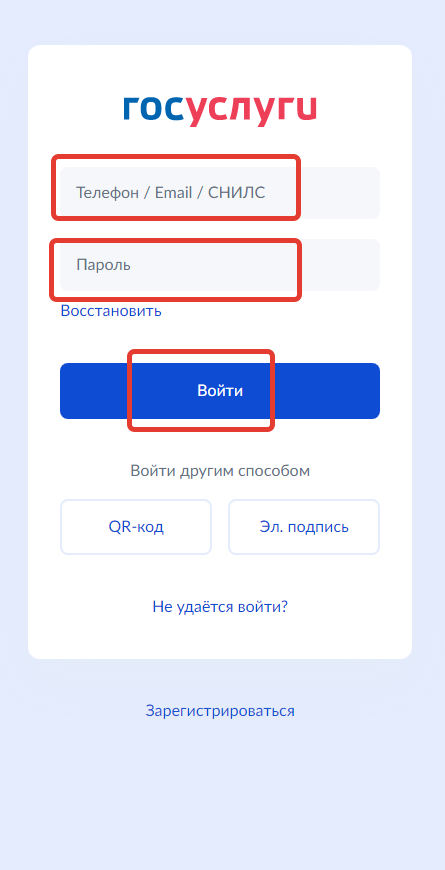 госуслуги
Телефон / Email / СНИЛС
Пароль
Восстановить
Войти
Войти другим способом
QR-код
Эл. подпись
Не удаётся войти?
Зарегистрироваться